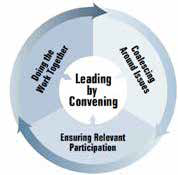 Doing the
Work Together
Coalescing
Around Issues
Leading
by
Convening
Ensuring Relevant
Participation